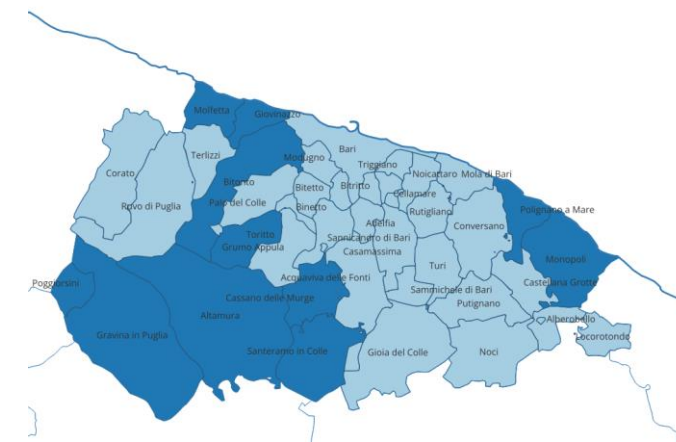 Molfetta
Giovinazzo
Bari
Terlizzi
Modugno
Triggiano
Corato
Noicattaro
Mola di Bari
Bitonto
Bitetto
Bitritto
Cellamare
Palo del Colle
Ruvo di Puglia
Binetto
Rutigliano
Polignano a Mare
Toritto
Adelfia
Conversano
Grumo Appula
Sannicandro di Bari
Casamassima
Turi
Monopoli
Poggiorsini
Acquaviva delle Fonti
Castellana Grotte
Sammichele di Bari
Cassano delle Murge
Putignano
Altamura
Alberobello
Gravina in Puglia
Locorotondo
Santeramo in Colle
Gioia del Colle
Noci